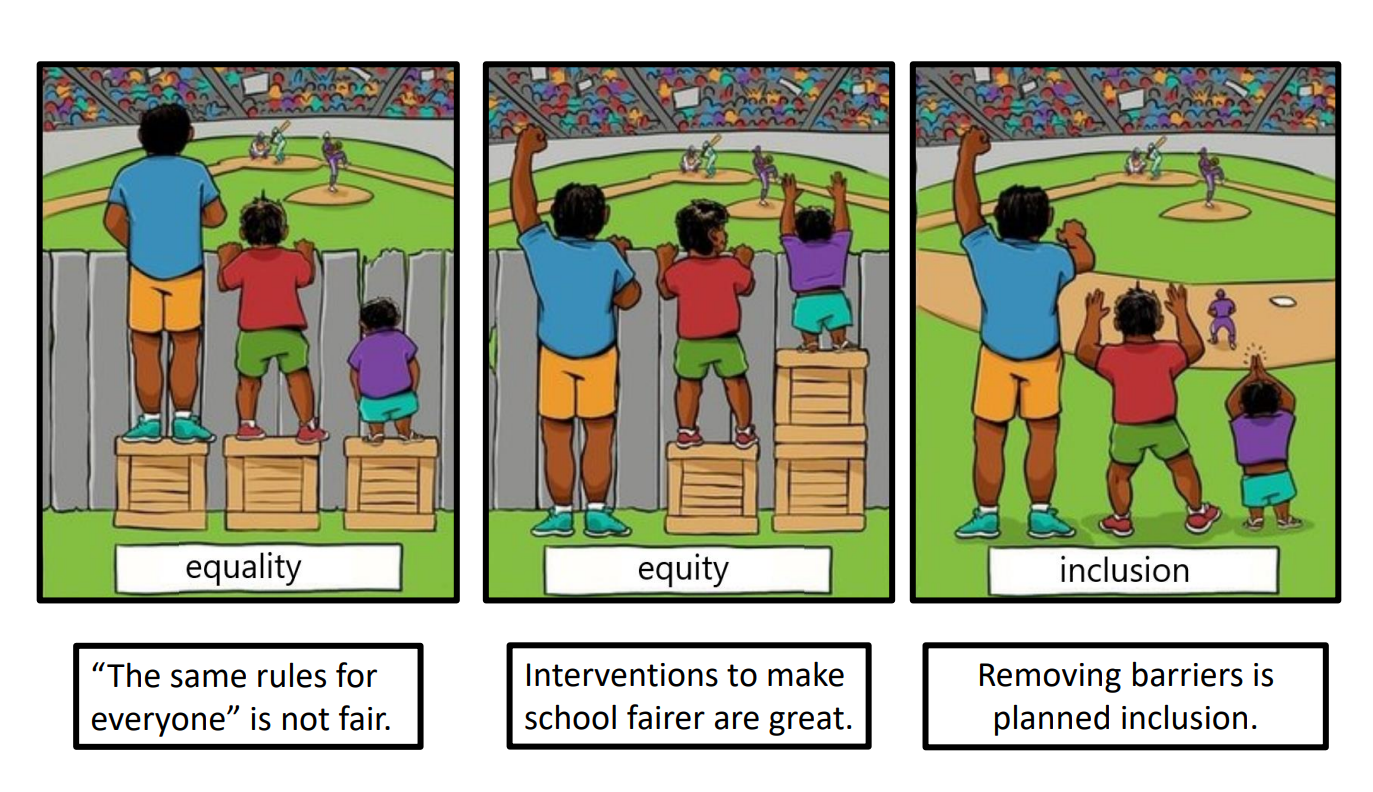 equality
equity
inclusion
“The same rules for
everyone” is not fair.
Interventions to make
school fairer are great.
Removing barriers is
planned inclusion.